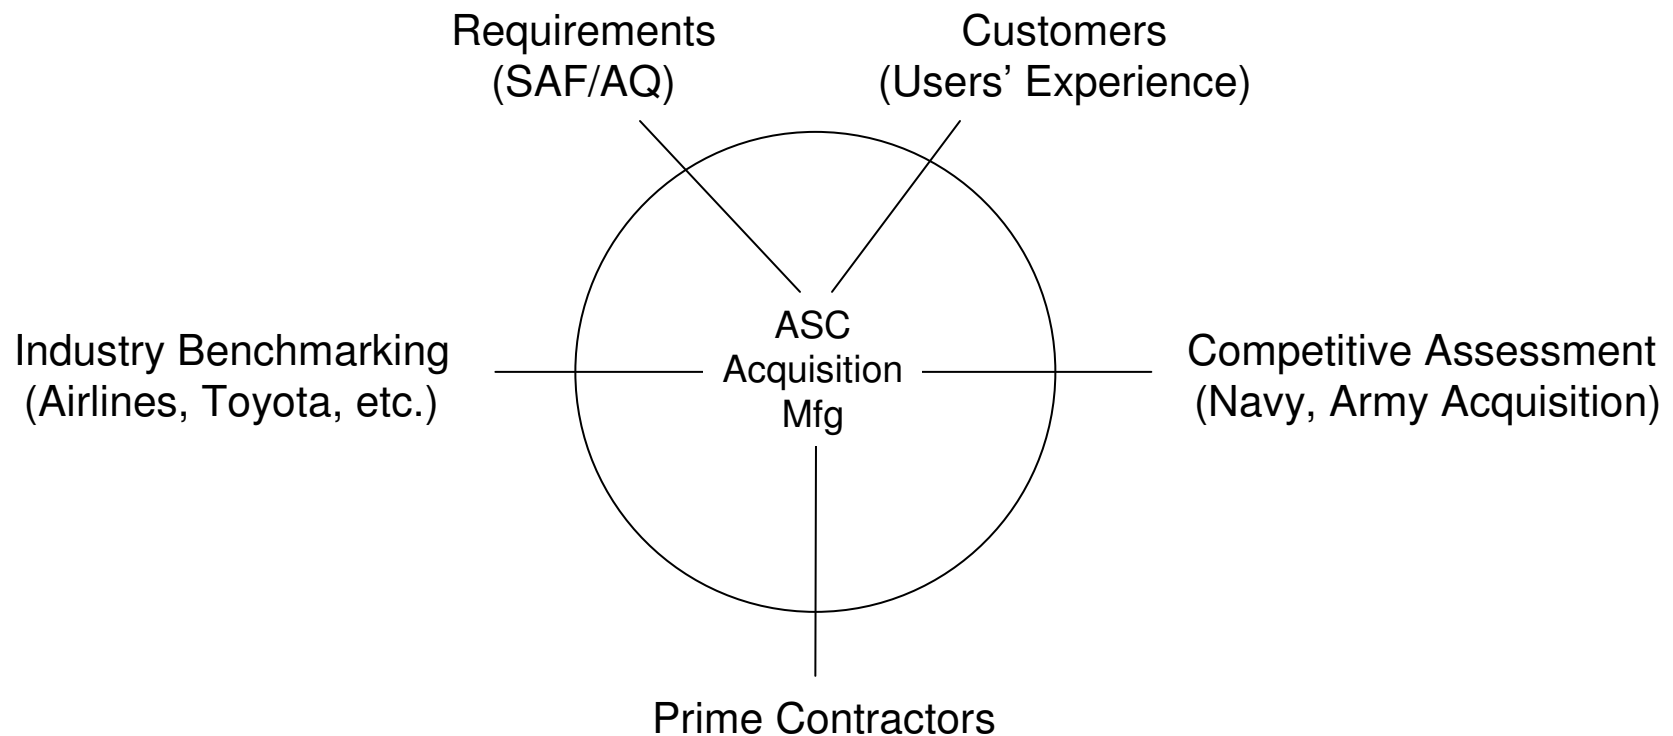 Requirements
(SAF/AQ)
Customers
(Users’ Experience)
Industry Benchmarking
(Airlines, Toyota, etc.)
ASC
Acquisition
Mfg
Competitive Assessment
(Navy, Army Acquisition)
Prime Contractors